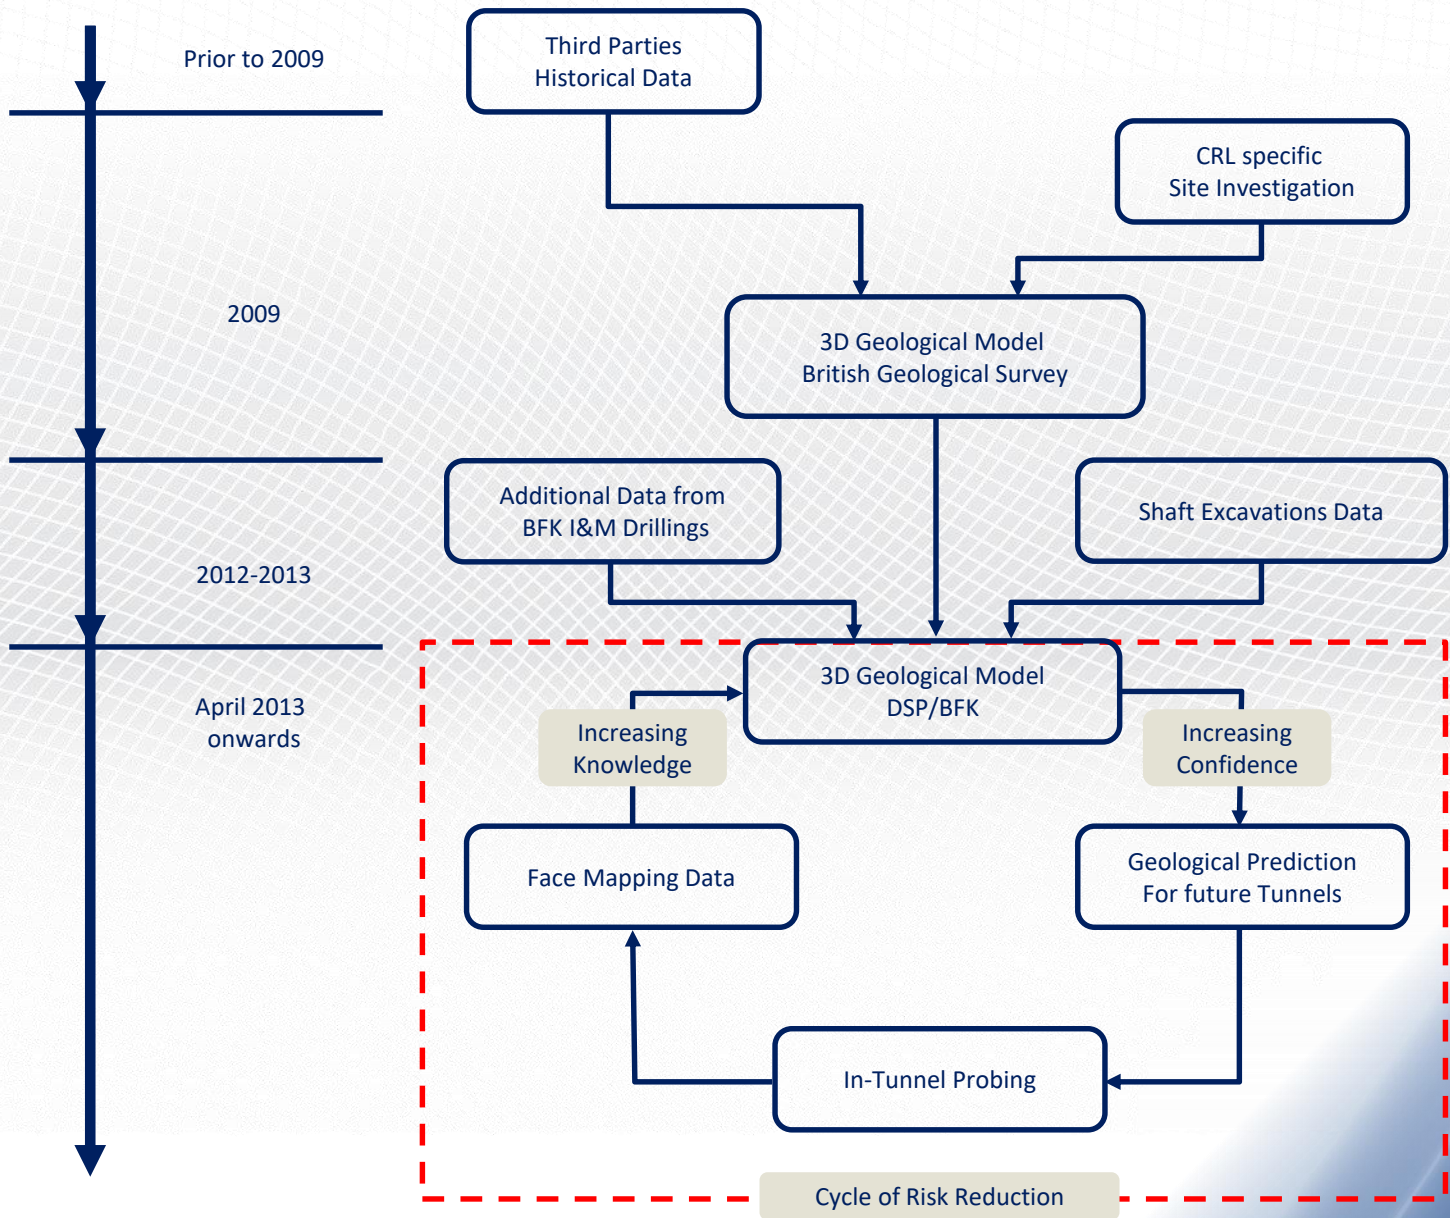 Prior to 2009
Third Parties
Historical Data
CRL specific
Site Investigation
2009
3D Geological Model
British Geological Survey
Additional Data from
BFK I&M Drillings
Shaft Excavations Data
2012-2013
3D Geological Model
DSP/BFK
April 2013
onwards
Increasing
Knowledge
Increasing
Confidence
Face Mapping Data
Geological Prediction
For future Tunnels
In-Tunnel Probing
Cycle of Risk Reduction